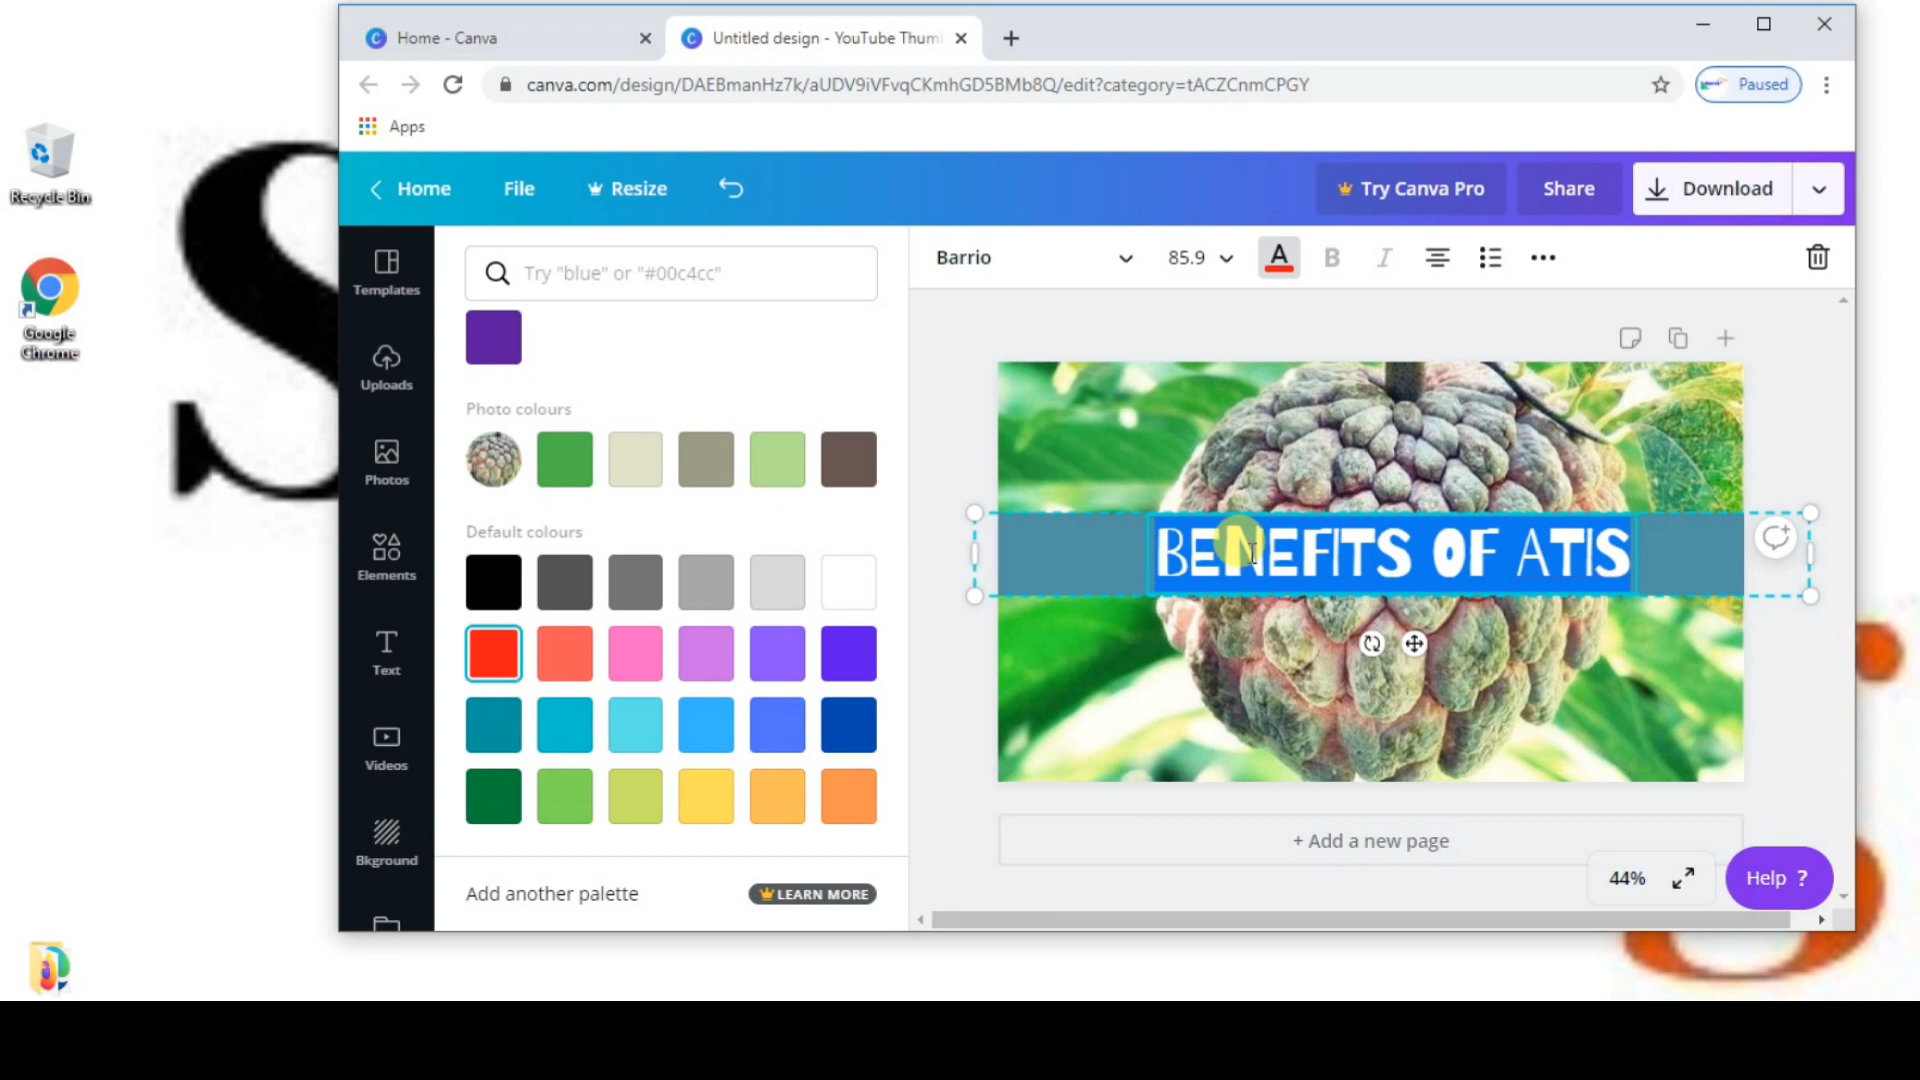 Home - Canva
Untitled design - YouTube Thum
canva.com/design/DAEBmanHz7k/aUDV9iVFvqCKmhGD5BMb8Q/edit?category=tACZCnmCPGY
Paused
Apps
Recycle Bin
Google Chrome
Home
File
Resize
Try Canva Pro
Share
Download
Templates
Uploads
Photos
Elements
Text
Videos
Bkground
Try "blue" or "#00c4cc"
Photo colours
Default colours
Add another palette
LEARN MORE
Barrio
85.9
A
B
I
BENEFITS OF ATIS
+ Add a new page
44%
Help ?
S